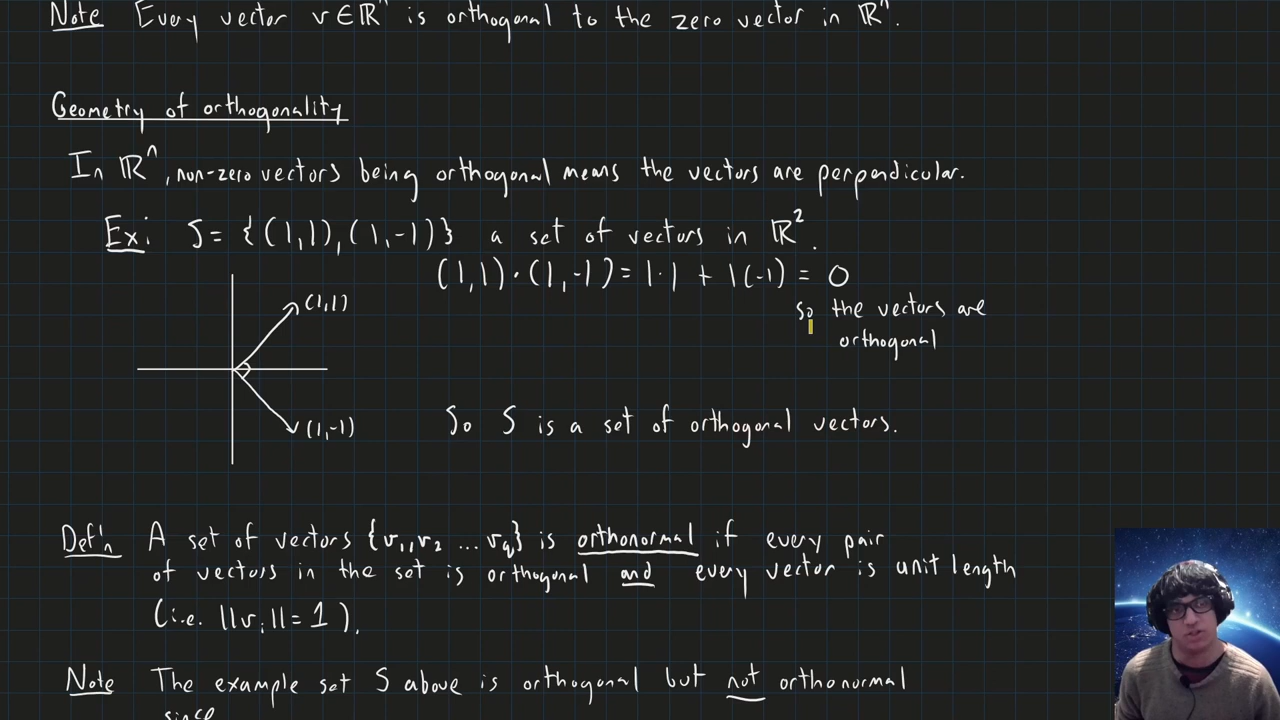 Note Every vector v∈ℝⁿ is orthogonal to the zero vector in ℝⁿ.
Geometry of orthogonality
In ℝⁿ, non-zero vectors being orthogonal means the vectors are perpendicular.
Ex: S= {(1,1),(1,-1)} a set of vectors in ℝ².
(1,1)·(1,-1)=1·1 + 1(-1) = 0
so the vectors are
orthogonal
(1,1)
(1,-1)
So S is a set of orthogonal vectors.
Def'n A set of vectors {v₁,v₂ ... v_q} is orthonormal if every pair
of vectors in the set is orthogonal and every vector is unit length
(i.e. ||vᵢ||=1).
Note The example set S above is orthogonal but not orthonormal
since